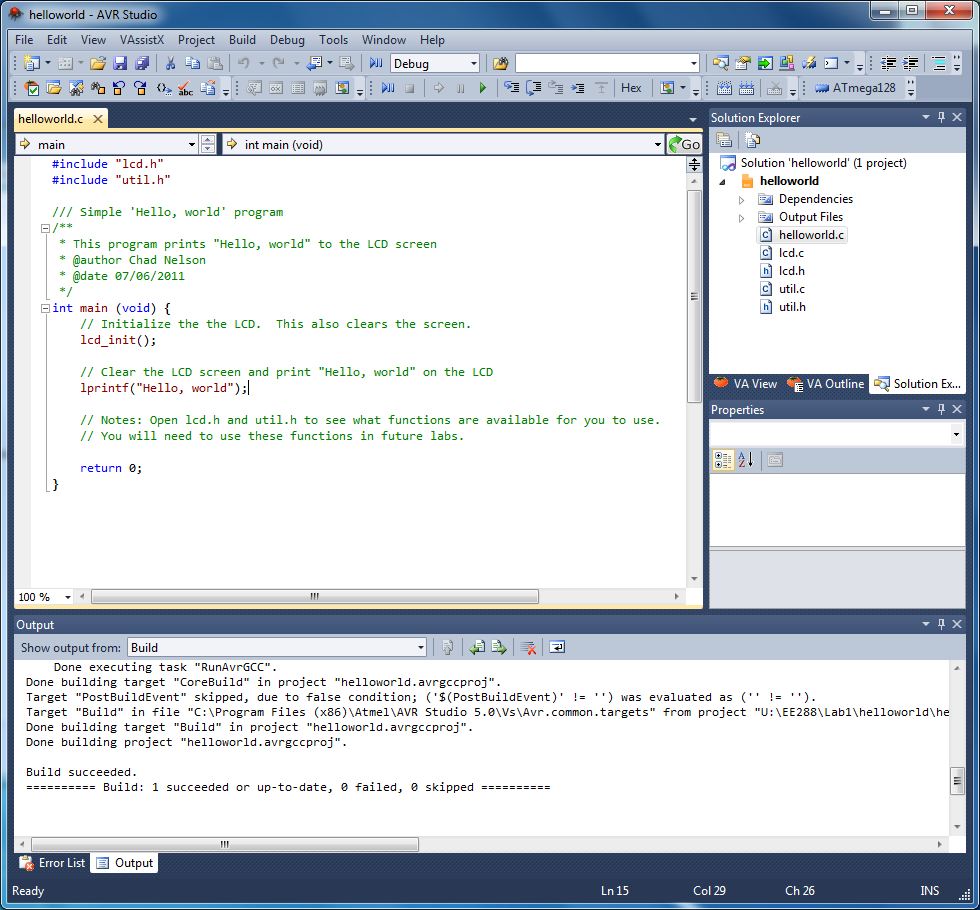 helloworld - AVR Studio
File Edit View VAssistX Project Build Debug Tools Window Help
Debug
Hex ATmega128
helloworld.c
main int main (void) Go
#include "lcd.h"
#include "util.h"
/// Simple 'Hello, world' program
/**
* This program prints "Hello, world" to the LCD screen
* @author Chad Nelson
* @date 07/06/2011
*/
int main (void) {
// Initialize the the LCD.  This also clears the screen.
lcd_init();
// Clear the LCD screen and print "Hello, world" on the LCD
lprintf("Hello, world");
// Notes: Open lcd.h and util.h to see what functions are available for you to use.
// You will need to use these functions in future labs.
return 0;
}
100 %
Solution Explorer
Solution 'helloworld' (1 project)
helloworld
Dependencies
Output Files
helloworld.c
lcd.c
lcd.h
util.c
util.h
VA View VA Outline Solution Ex...
Properties
Output
Show output from: Build
Done executing task "RunAvrGCC".
Done building target "CoreBuild" in project "helloworld.avrgccproj".
Target "PostBuildEvent" skipped, due to false condition; ('$(PostBuildEvent)' != '') was evaluated as ('' != '').
Target "Build" in file "C:\Program Files (x86)\Atmel\AVR Studio 5.0\Vs\Avr.common.targets" from project "U:\EE288\Lab1\helloworld\he
Done building target "Build" in project "helloworld.avrgccproj".
Done building project "helloworld.avrgccproj".
Build succeeded.
========== Build: 1 succeeded or up-to-date, 0 failed, 0 skipped ==========
Error List Output
Ready Ln 15 Col 29 Ch 26 INS